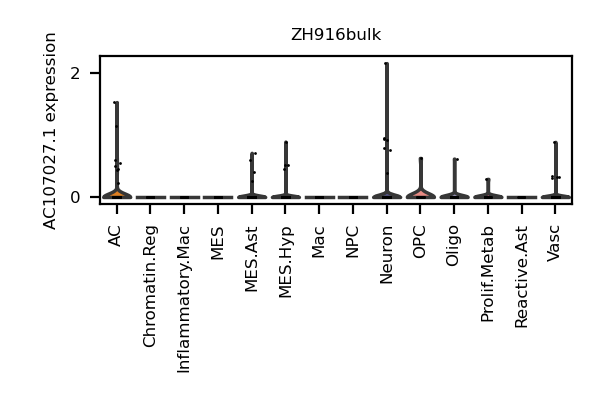 ZH916bulk
AC107027.1 expression
2
0
AC
Chromatin.Reg
Inflammatory.Mac
MES
MES.Ast
MES.Hyp
Mac
NPC
Neuron
OPC
Oligo
Prolif.Metab
Reactive.Ast
Vasc